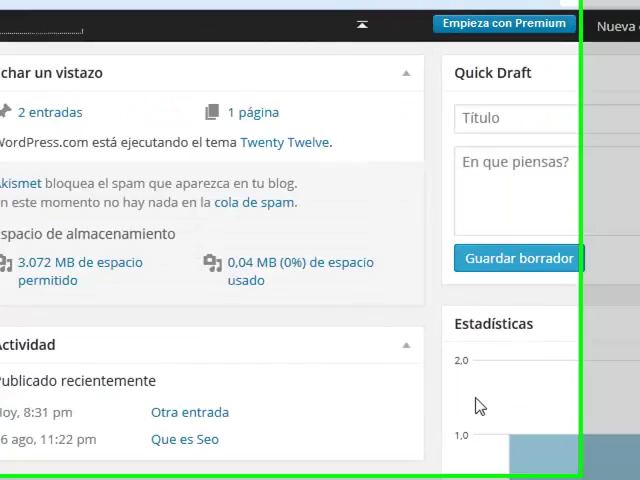 Empieza con Premium
Nueva
char un vistazo
2 entradas
1 página
WordPress.com está ejecutando el tema Twenty Twelve.
Akismet bloquea el spam que aparezca en tu blog.
n este momento no hay nada en la cola de spam.
spacio de almacenamiento
3,072 MB de espacio permitido
0,04 MB (0%) de espacio usado
Actividad
Publicado recientemente
Hoy, 8:31 pm
Otra entrada
6 ago, 11:22 pm
Que es Seo
Quick Draft
Título
En que piensas?
Guardar borrador
Estadísticas
2,0
1,0